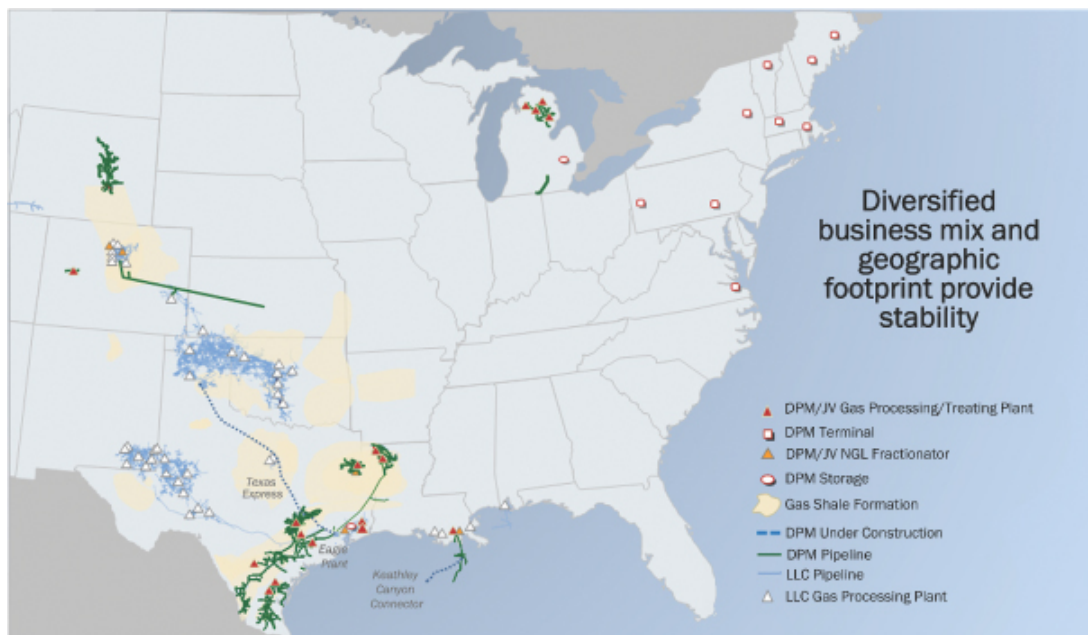 Diversified
business mix and
geographic
footprint provide
stability
DPM/JV Gas Processing/Treating Plant
DPM Terminal
DPM/JV NGL Fractionator
DPM Storage
Gas Shale Formation
DPM Under Construction
DPM Pipeline
LLC Pipeline
LLC Gas Processing Plant
Texas
Express
Eagle
Plant
Keathley
Canyon
Connector